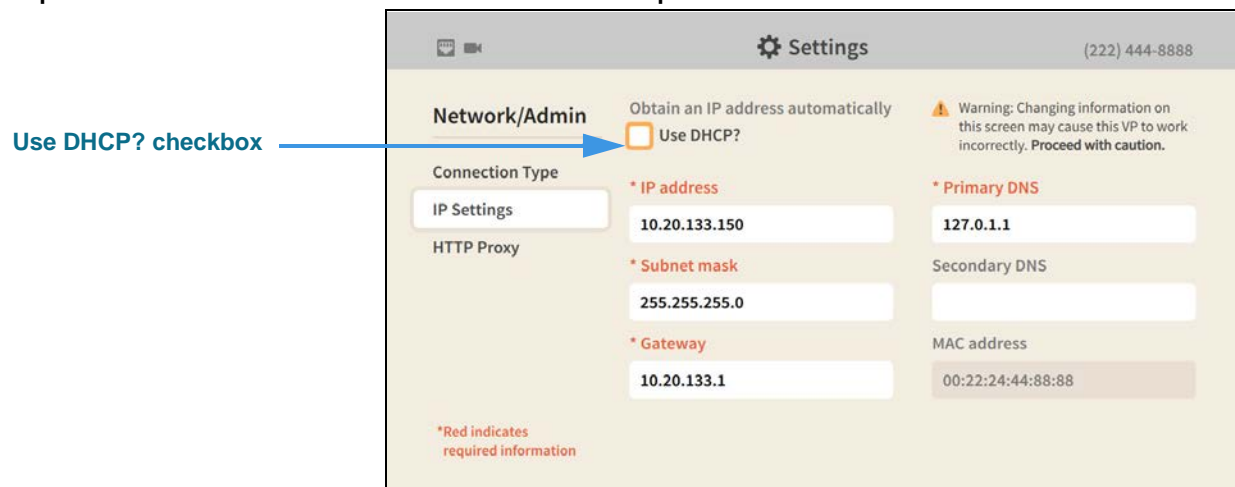 Settings
(222) 444-8888
Use DHCP? checkbox
Network/Admin
Connection Type
IP Settings
HTTP Proxy
*Red indicates
required information
Obtain an IP address automatically
Use DHCP?
* IP address
10.20.133.150
* Subnet mask
255.255.255.0
* Gateway
10.20.133.1
Warning: Changing information on
this screen may cause this VP to work
incorrectly. Proceed with caution.
* Primary DNS
127.0.1.1
Secondary DNS
MAC address
00:22:24:44:88:88